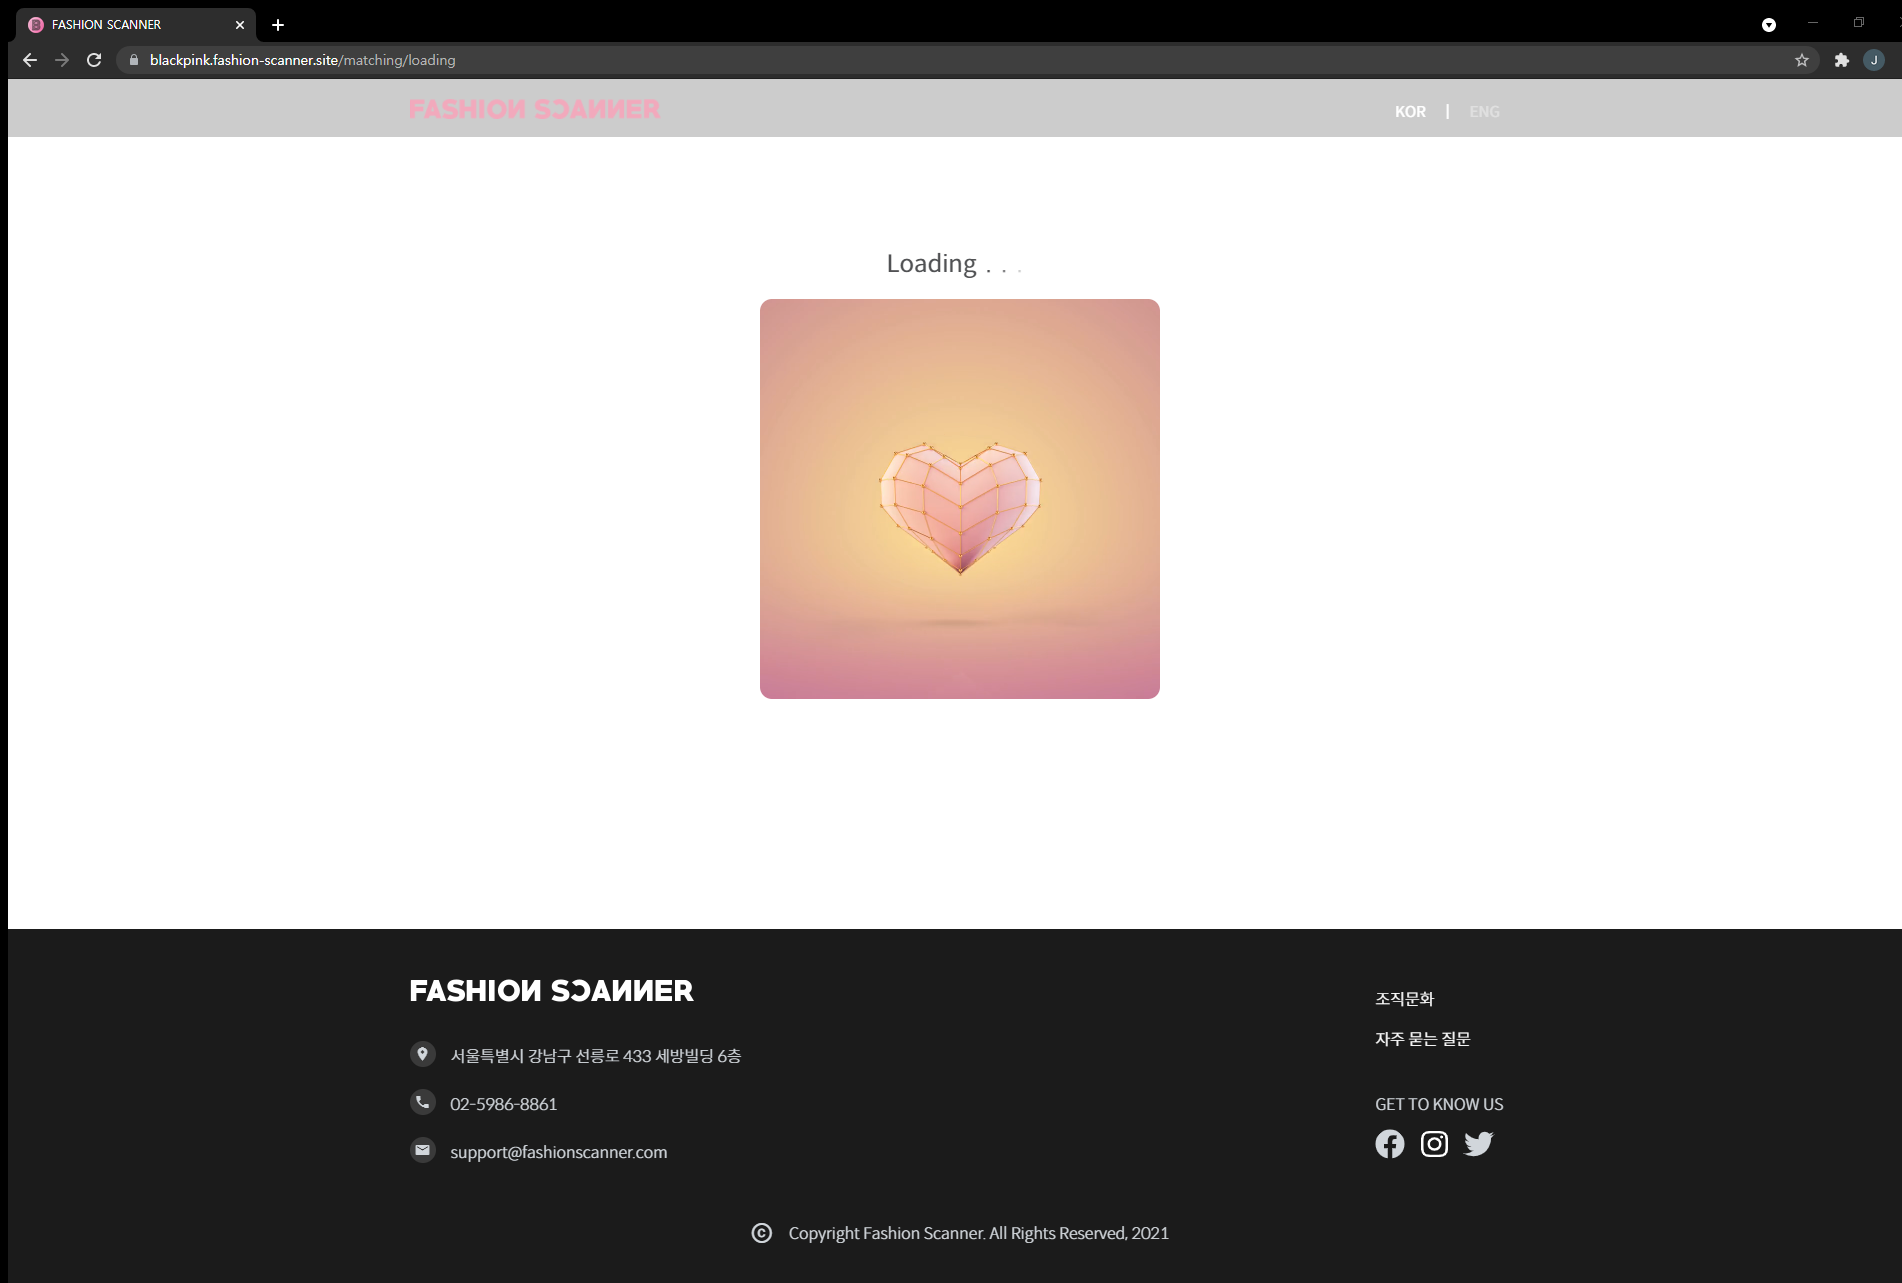 FASHION SCANNER
blackpink.fashion-scanner.site/matching/loading
J
FASHION SCANNER
KOR | ENG
Loading . . .
FASHION SCANNER
서울특별시 강남구 선릉로 433 세방빌딩 6층
02-5986-8861
support@fashionscanner.com
조직문화
자주 묻는 질문
GET TO KNOW US
© Copyright Fashion Scanner. All Rights Reserved, 2021